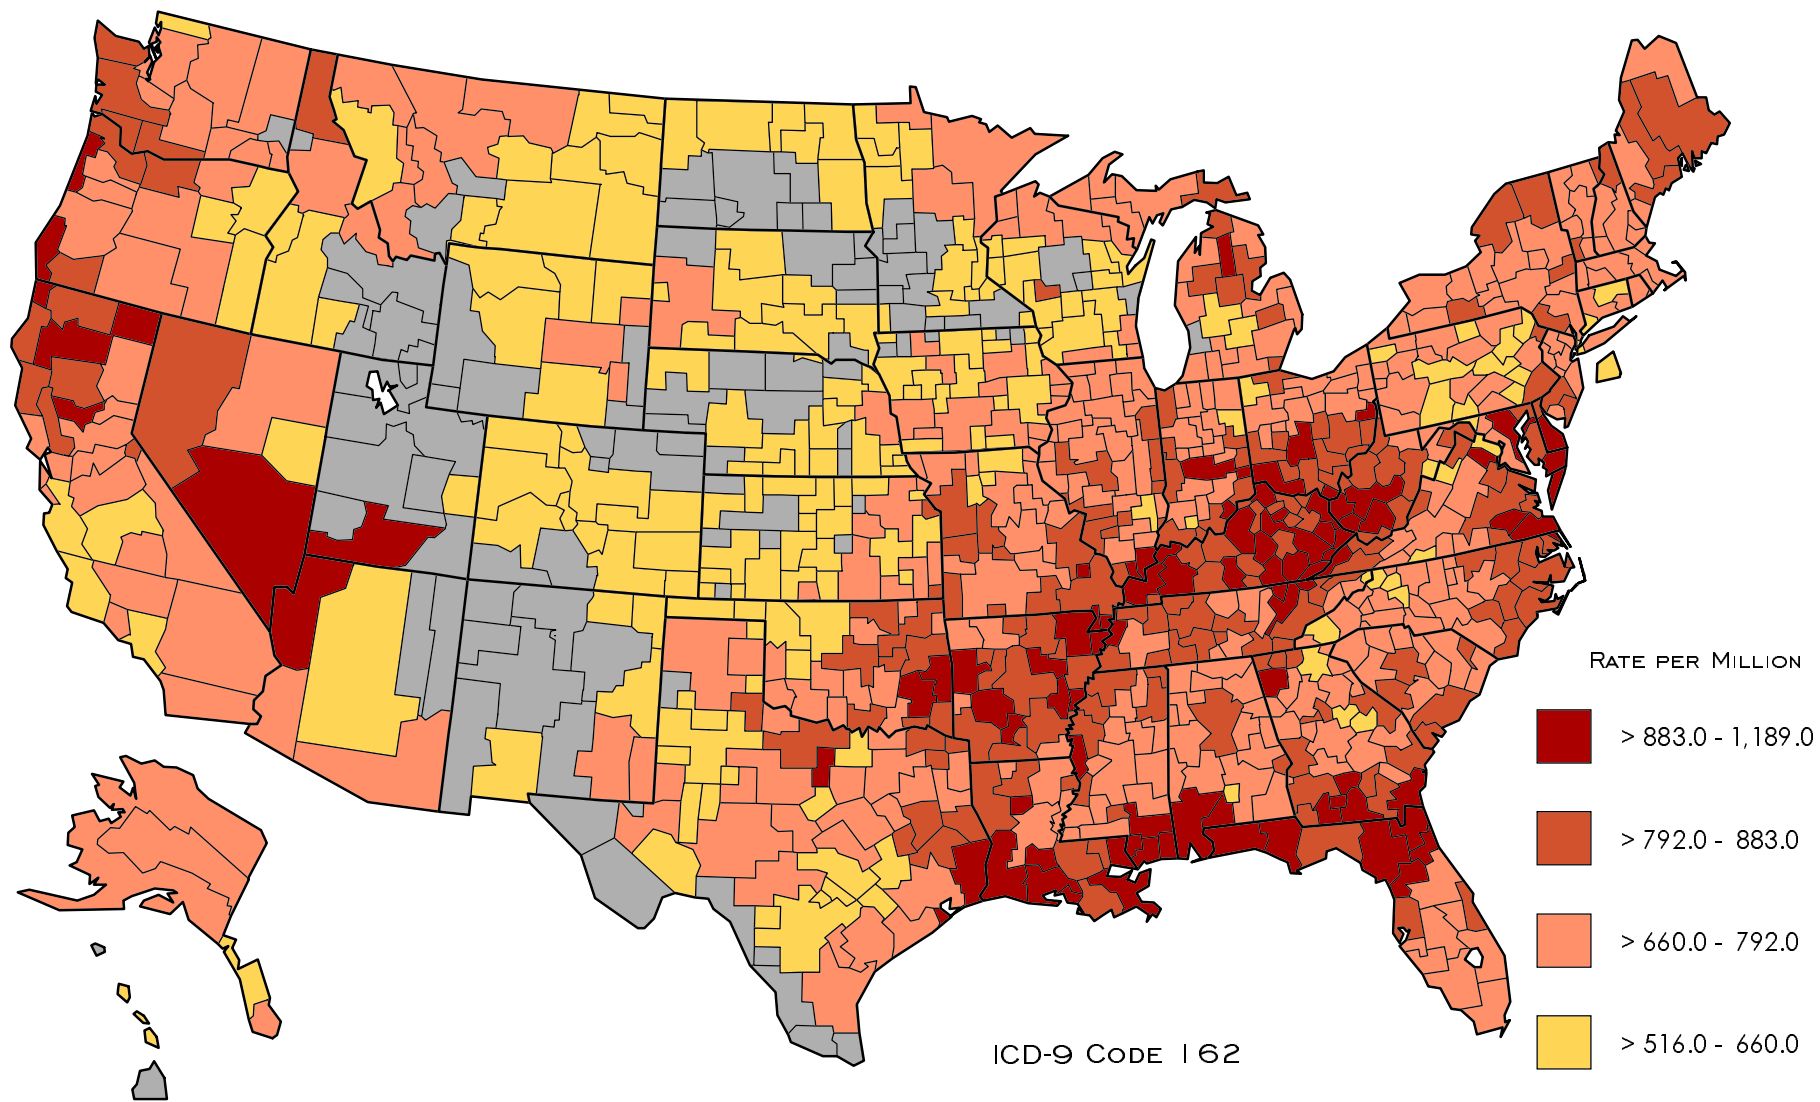 RATE PER MILLION
> 883.0 - 1,189.0
> 792.0 - 883.0
> 660.0 - 792.0
> 516.0 - 660.0
ICD-9 CODE 162